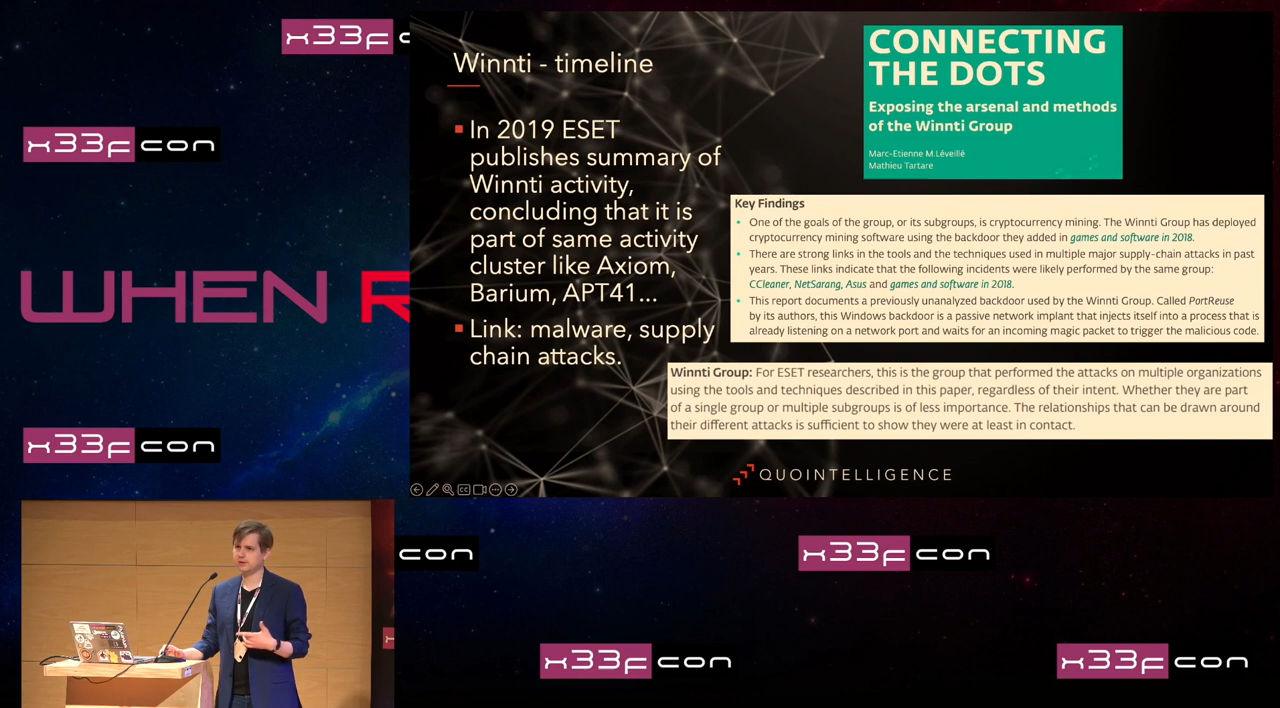 x33f
x33fcon
WHEN R
x33fcon
Winnti - timeline
In 2019 ESET
publishes summary of
Winnti activity,
concluding that it is
part of same activity
cluster like Axiom,
Barium, APT41...
Link: malware, supply
chain attacks.
CONNECTING
THE DOTS
Exposing the arsenal and methods
of the Winnti Group
Marc-Etienne M.Léveillé
Mathieu Tartare
Key Findings
One of the goals of the group, or its subgroups, is cryptocurrency mining. The Winnti Group has deployed
cryptocurrency mining software using the backdoor they added in games and software in 2018.
There are strong links in the tools and the techniques used in multiple major supply-chain attacks in past
years. These links indicate that the following incidents were likely performed by the same group:
CCleaner, NetSarang, Asus and games and software in 2018.
This report documents a previously unanalyzed backdoor used by the Winnti Group. Called PortReuse
by its authors, this Windows backdoor is a passive network implant that injects itself into a process that is
already listening on a network port and waits for an incoming magic packet to trigger the malicious code.
Winnti Group: For ESET researchers, this is the group that performed the attacks on multiple organizations
using the tools and techniques described in this paper, regardless of their intent. Whether they are part
of a single group or multiple subgroups is of less importance. The relationships that can be drawn around
their different attacks is sufficient to show they were at least in contact.
QUOINTELLIGENCE
con
x33fcon
x33fcon
x33fcon